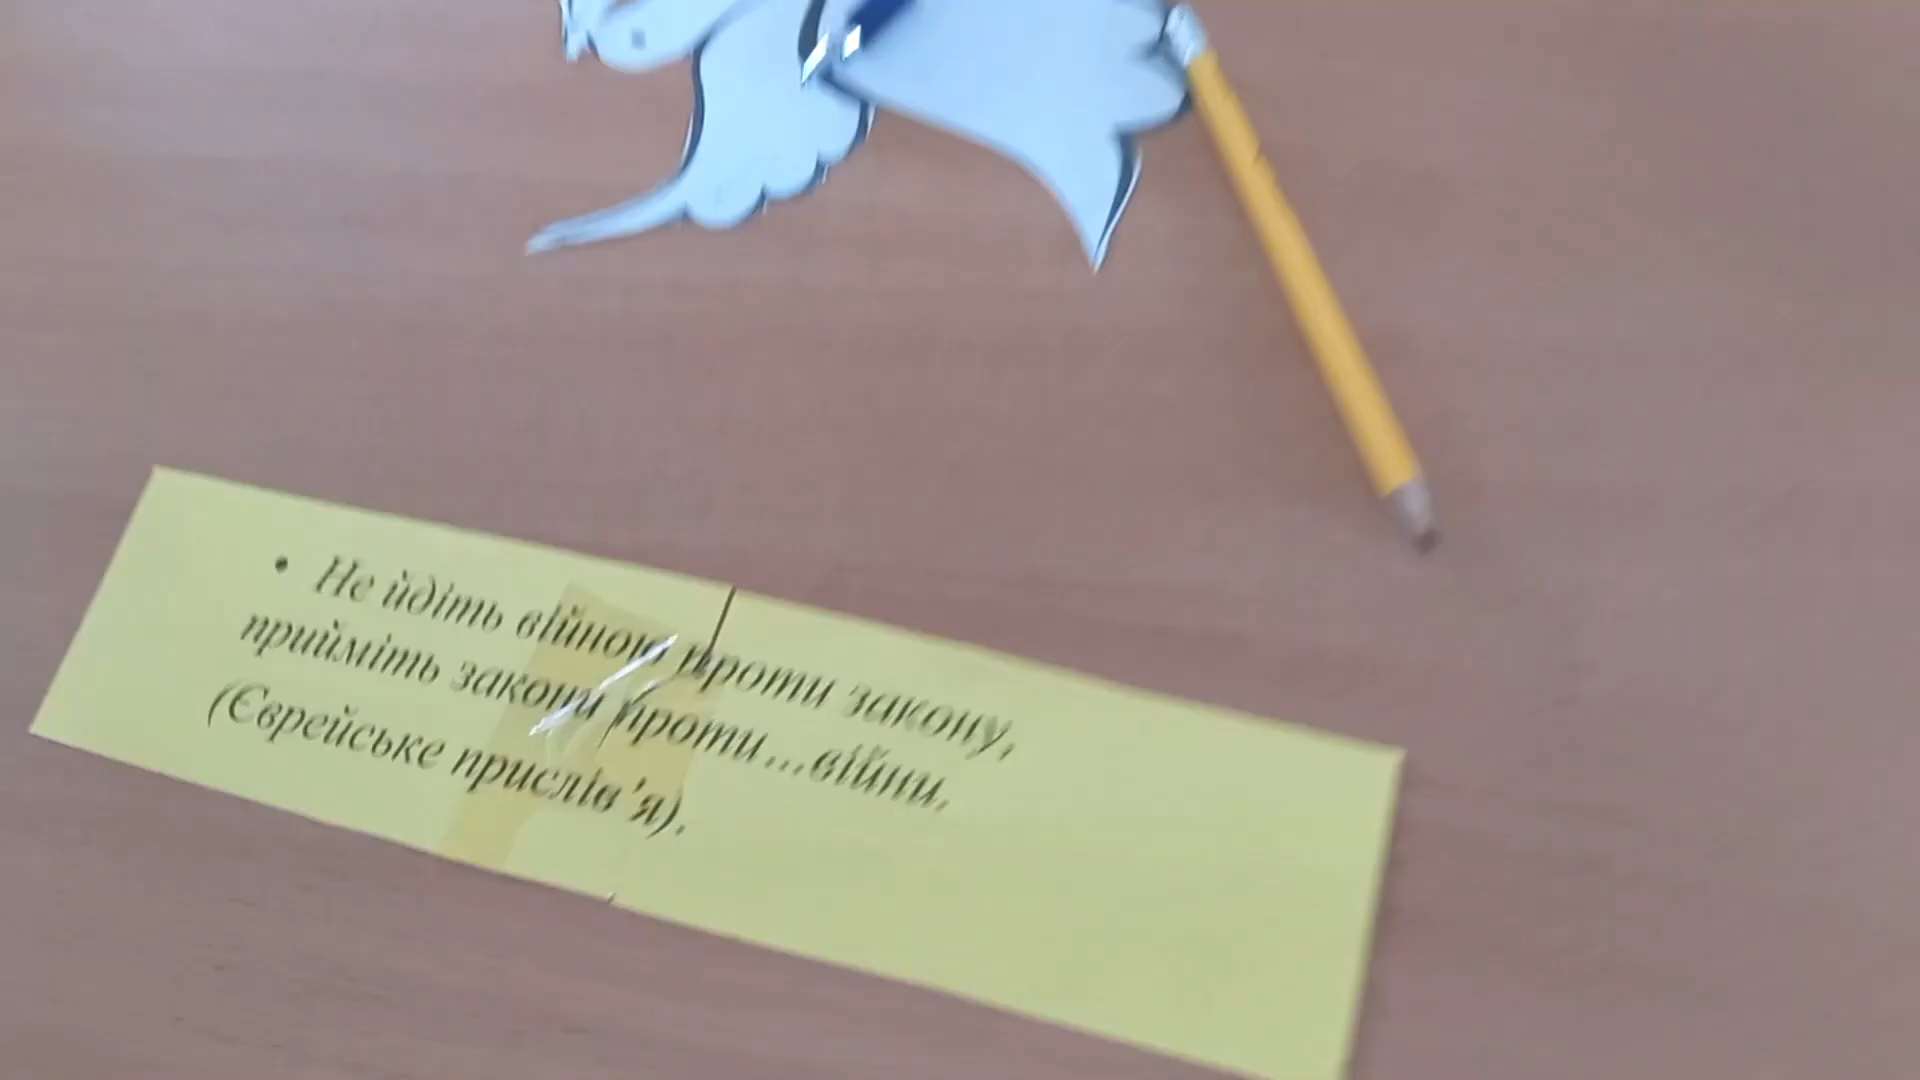 • Не йдіть війною проти закону,
прийміть закони проти...війни.
(Єврейське прислів'я).